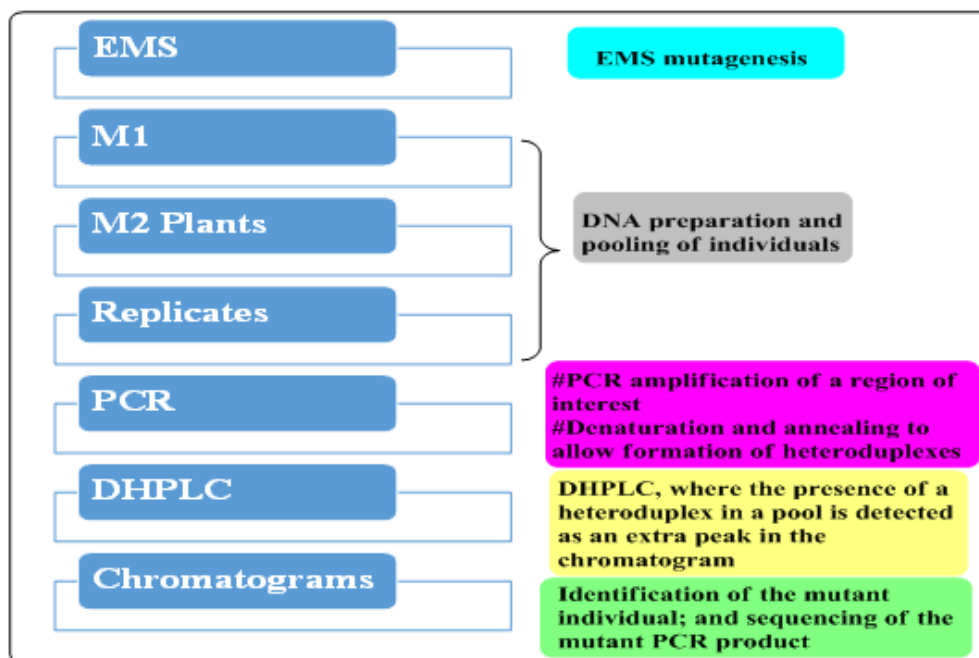 EMS
EMS mutagenesis
M1
M2 Plants
DNA preparation and
pooling of individuals
Replicates
PCR
#PCR amplification of a region of
interest
#Denaturation and annealing to
allow formation of heteroduplexes
DHPLC
DHPLC, where the presence of a
heteroduplex in a pool is detected
as an extra peak in the
chromatogram
Chromatograms
Identification of the mutant
individual; and sequencing of the
mutant PCR product